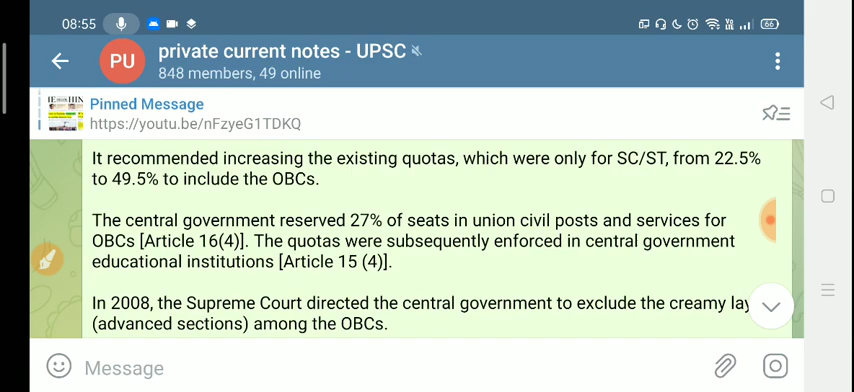 08:55
66
PU
private current notes - UPSC
848 members, 49 online
Pinned Message
https://youtu.be/nFzyeG1TDKQ
It recommended increasing the existing quotas, which were only for SC/ST, from 22.5%
to 49.5% to include the OBCs.
The central government reserved 27% of seats in union civil posts and services for
OBCs [Article 16(4)]. The quotas were subsequently enforced in central government
educational institutions [Article 15 (4)].
In 2008, the Supreme Court directed the central government to exclude the creamy lay
(advanced sections) among the OBCs.
Message